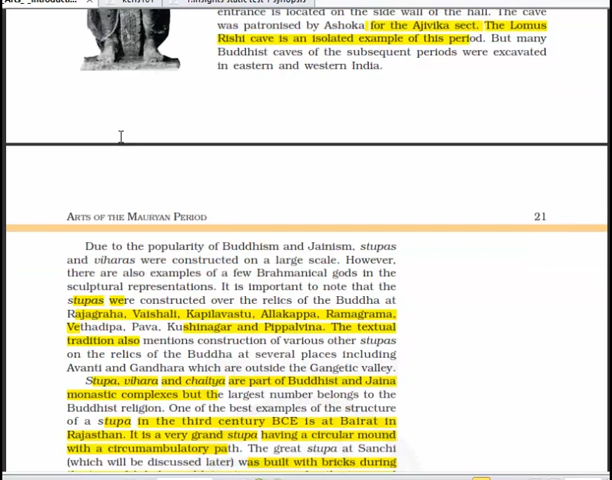 entrance is located on the side wall of the hall. The cave
was patronised by Ashoka for the Ajivika sect. The Lomus
Rishi cave is an isolated example of this period. But many
Buddhist caves of the subsequent periods were excavated
in eastern and western India.
ARTS OF THE MAURYAN PERIOD 21
Due to the popularity of Buddhism and Jainism, stupas
and viharas were constructed on a large scale. However,
there are also examples of a few Brahmanical gods in the
sculptural representations. It is important to note that the
stupas were constructed over the relics of the Buddha at
Rajagraha, Vaishali, Kapilavastu, Allakappa, Ramagrama,
Vethadipa, Pava, Kushinagar and Pippalvina. The textual
tradition also mentions construction of various other stupas
on the relics of the Buddha at several places including
Avanti and Gandhara which are outside the Gangetic valley.
Stupa, vihara and chaitya are part of Buddhist and Jaina
monastic complexes but the largest number belongs to the
Buddhist religion. One of the best examples of the structure
of a stupa in the third century BCE is at Bairat in
Rajasthan. It is a very grand stupa having a circular mound
with a circumambulatory path. The great stupa at Sanchi
(which will be discussed later) was built with bricks during